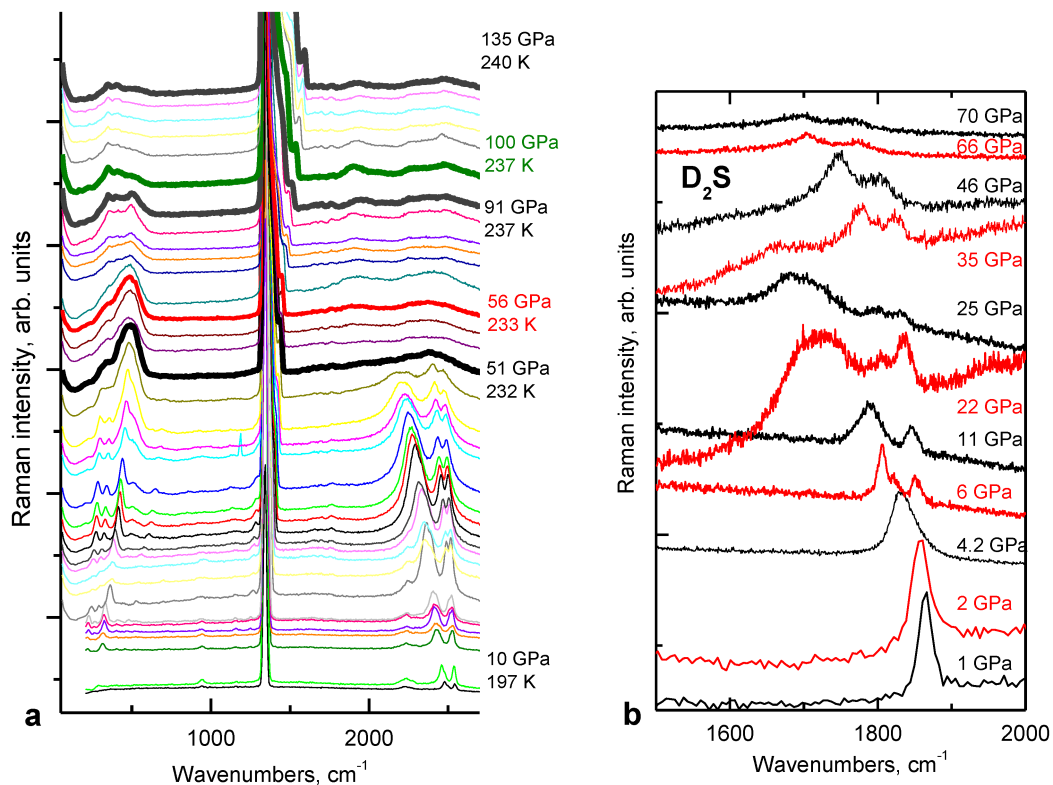 135 GPa
240 K
100 GPa
237 K
91 GPa
237 K
56 GPa
233 K
51 GPa
232 K
10 GPa
197 K
Raman intensity, arb. units
a
1000
2000
Wavenumbers, cm⁻¹
D₂S
70 GPa
66 GPa
46 GPa
35 GPa
25 GPa
22 GPa
11 GPa
6 GPa
4.2 GPa
2 GPa
1 GPa
Raman intensity, arb. units
b
1600
1800
2000
Wavenumbers, cm⁻¹